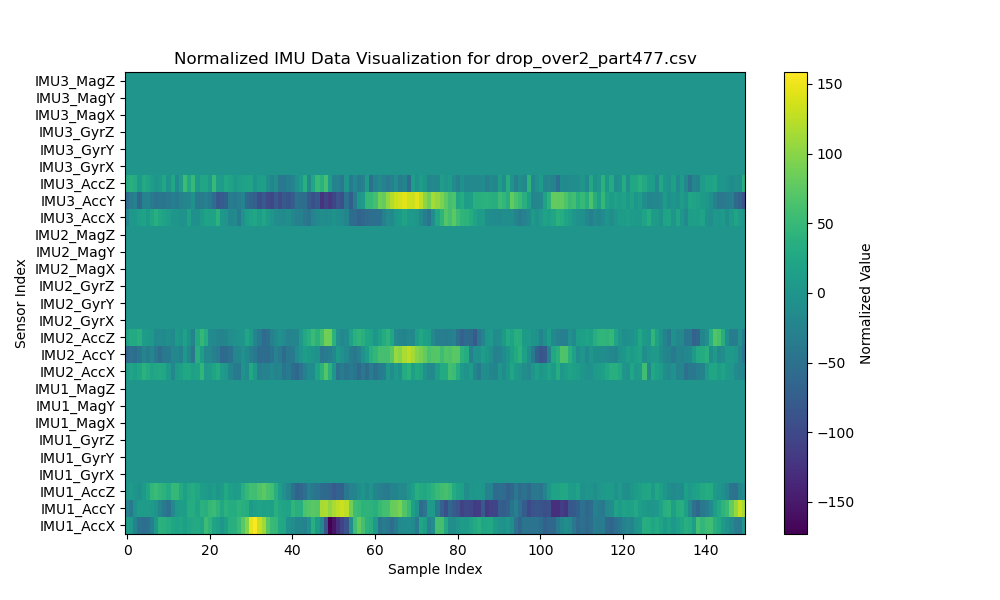 Normalized IMU Data Visualization for drop_over2_part477.csv
IMU3_MagZ
IMU3_MagY
IMU3_MagX
IMU3_GyrZ
IMU3_GyrY
IMU3_GyrX
IMU3_AccZ
IMU3_AccY
IMU3_AccX
IMU2_MagZ
IMU2_MagY
IMU2_MagX
IMU2_GyrZ
IMU2_GyrY
IMU2_GyrX
IMU2_AccZ
IMU2_AccY
IMU2_AccX
IMU1_MagZ
IMU1_MagY
IMU1_MagX
IMU1_GyrZ
IMU1_GyrY
IMU1_GyrX
IMU1_AccZ
IMU1_AccY
IMU1_AccX
Sensor Index
0 20 40 60 80 100 120 140
Sample Index
150
100
50
0
−50
−100
−150
Normalized Value